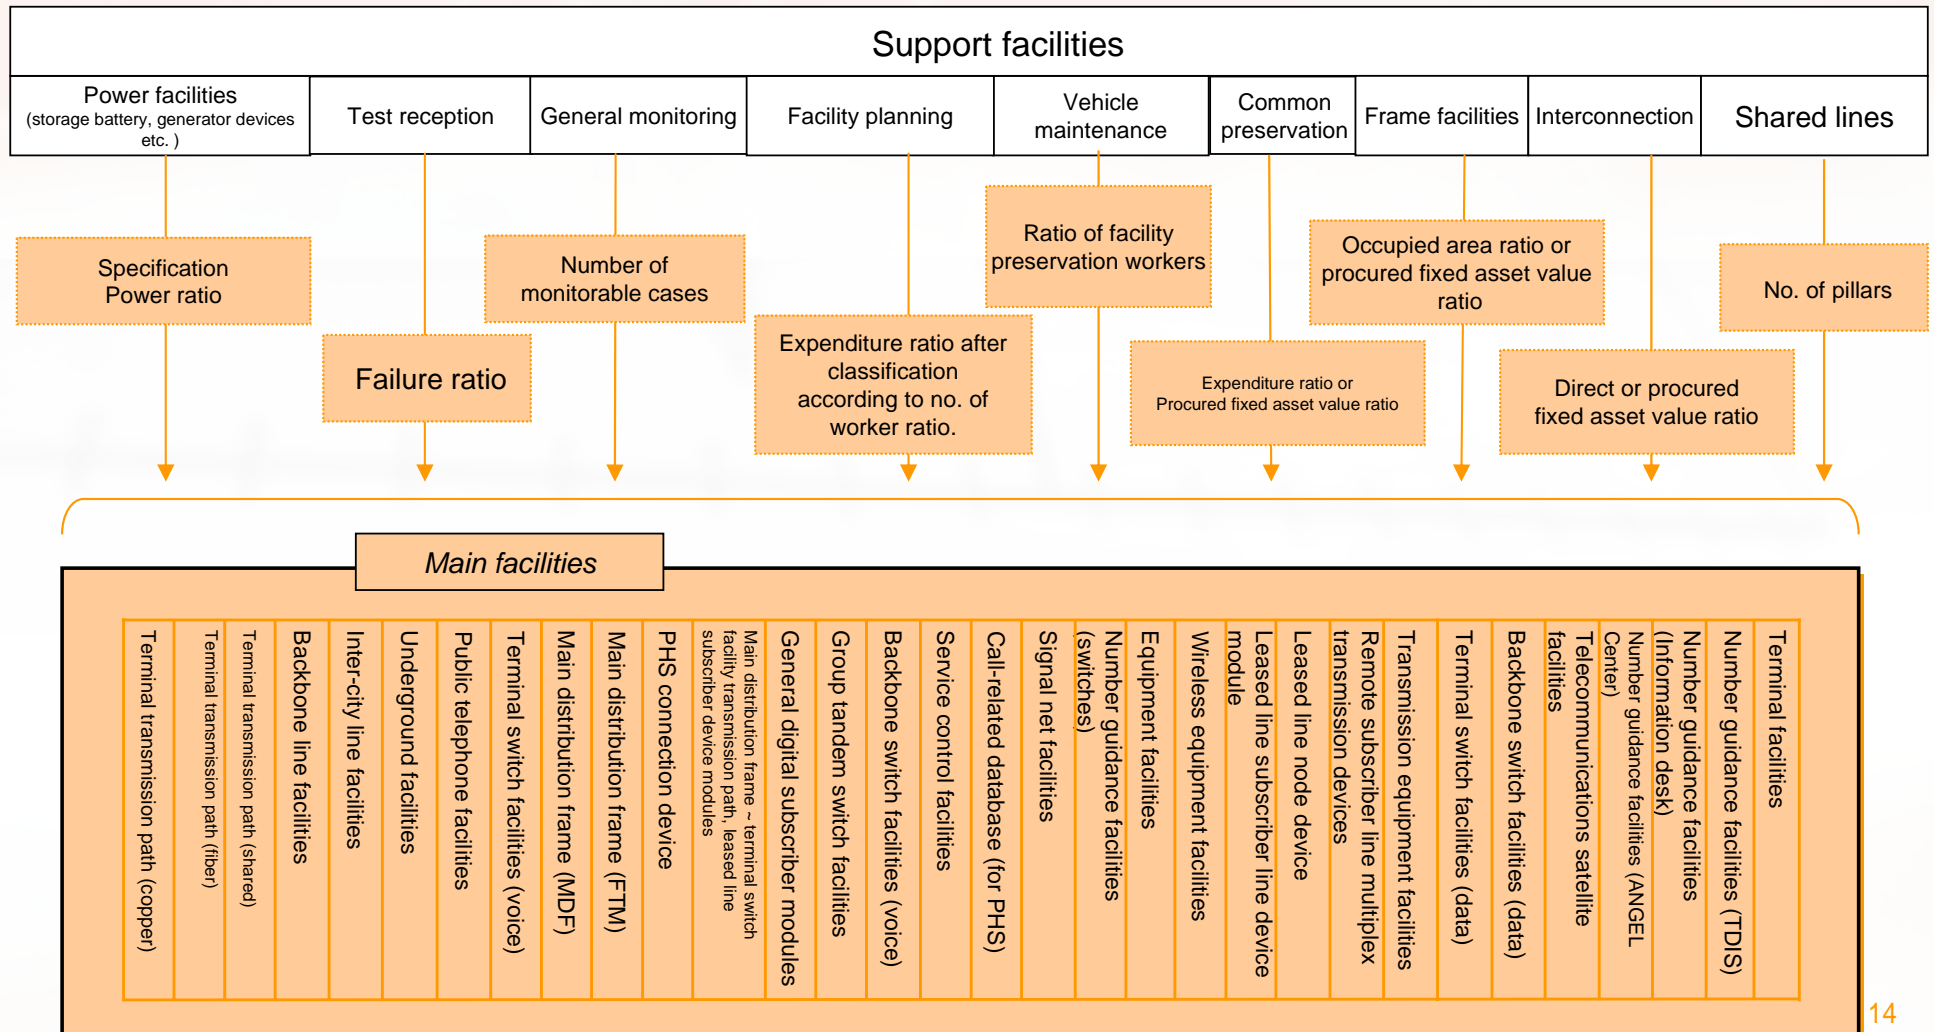 Support facilities
Power facilities
(storage battery, generator devices
etc. )
Test reception
General monitoring
Facility planning
Vehicle
maintenance
Common
preservation
Frame facilities
Interconnection
Shared lines
Specification
Power ratio
Failure ratio
Number of
monitorable cases
Expenditure ratio after
classification
according to no. of
worker ratio.
Ratio of facility
preservation workers
Expenditure ratio or
Procured fixed asset value ratio
Occupied area ratio or
procured fixed asset value
ratio
Direct or procured
fixed asset value ratio
No. of pillars
Main facilities
Terminal transmission path (copper)
Terminal transmission path (fiber)
Terminal transmission path (shared)
Backbone line facilities
Inter-city line facilities
Underground facilities
Public telephone facilities
Terminal switch facilities (voice)
Main distribution frame (MDF)
Main distribution frame (FTM)
PHS connection device
Main distribution frame ~ terminal switch
facility transmission path, leased line
subscriber device modules
General digital subscriber modules
Group tandem switch facilities
Backbone switch facilities (voice)
Service control facilities
Call-related database (for PHS)
Signal net facilities
Number guidance facilities
(switches)
Equipment facilities
Wireless equipment facilities
Leased line subscriber line device
module
Leased line node device
Remote subscriber line multiplex
transmission devices
Transmission equipment facilities
Terminal switch facilities (data)
Backbone switch facilities (data)
Telecommunications satellite
facilities
Number guidance facilities (ANGEL
Center)
Number guidance facilities
(Information desk)
Number guidance facilities (TDIS)
Terminal facilities
14